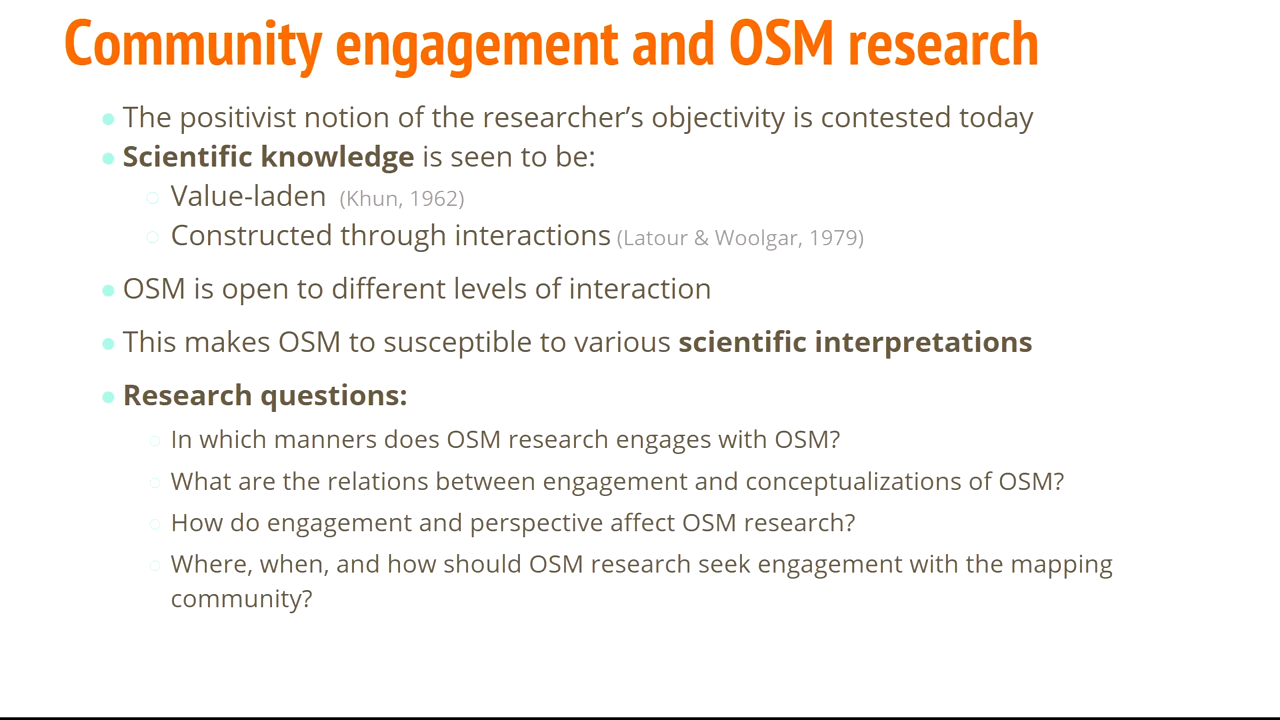 Community engagement and OSM research
The positivist notion of the researcher’s objectivity is contested today
Scientific knowledge is seen to be:
Value-laden (Khun, 1962)
Constructed through interactions (Latour & Woolgar, 1979)
OSM is open to different levels of interaction
This makes OSM to susceptible to various scientific interpretations
Research questions:
In which manners does OSM research engages with OSM?
What are the relations between engagement and conceptualizations of OSM?
How do engagement and perspective affect OSM research?
Where, when, and how should OSM research seek engagement with the mapping
community?